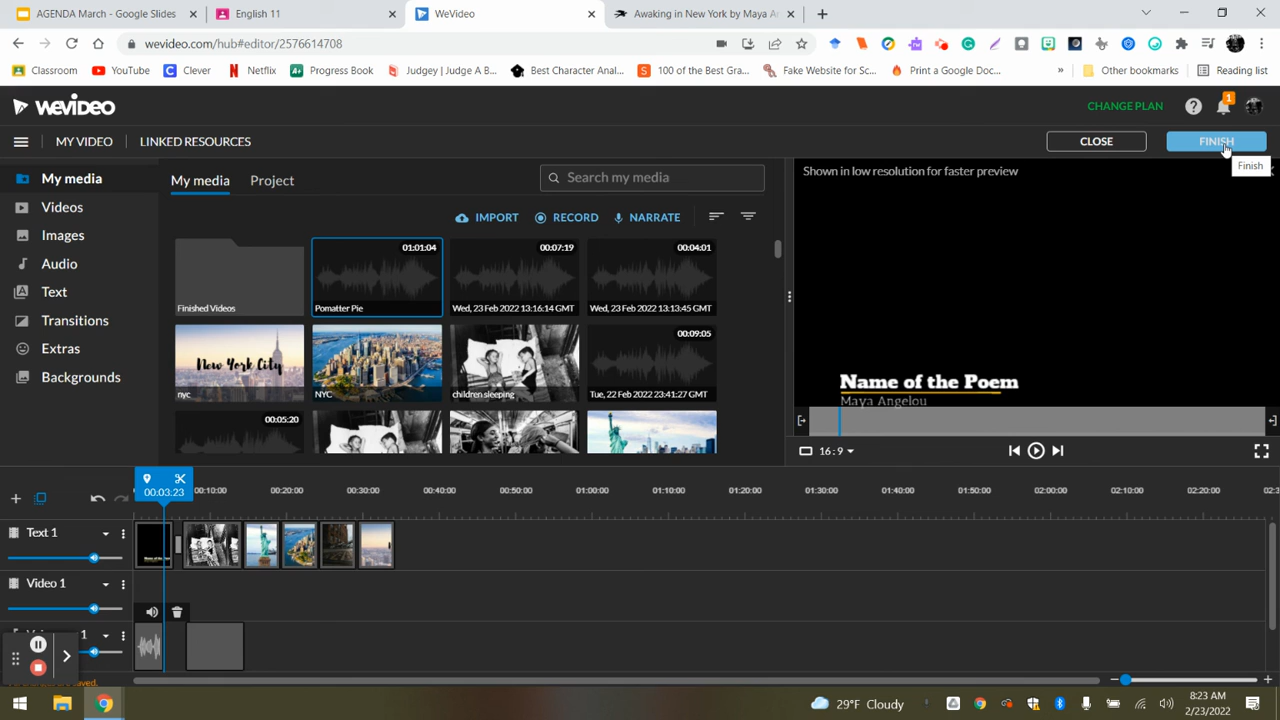 AGENDA March - Google Slides
English 11
WeVideo
Awaking in New York by Maya An
wevideo.com/hub#editor/2576614708
Classroom
YouTube
Clever
Netflix
Progress Book
Judgey | Judge A B...
Best Character Anal...
100 of the Best Gra...
Fake Website for Sc...
Print a Google Doc...
»
Other bookmarks
Reading list
WEVIDEO
CHANGE PLAN
1
MY VIDEO
LINKED RESOURCES
CLOSE
FINISH
Finish
My media
Videos
Images
Audio
Text
Transitions
Extras
Backgrounds
My media
Project
Search my media
IMPORT
RECORD
NARRATE
Finished Videos
01:01:04
Pomatter Pie
00:07:19
Wed, 23 Feb 2022 13:16:14 GMT
00:04:01
Wed, 23 Feb 2022 13:13:45 GMT
New York City
nyc
NYC
children sleeping
00:09:05
Tue, 22 Feb 2022 23:41:27 GMT
00:05:20
Shown in low resolution for faster preview
Name of the Poem
Maya Angelou
16:9
00:03:23
00:10:00
00:20:00
00:30:00
00:40:00
00:50:00
01:00:00
01:10:00
01:20:00
01:30:00
01:40:00
01:50:00
02:00:00
02:10:00
02:20:00
Text 1
Video 1
1
29°F Cloudy
8:23 AM
2/23/2022